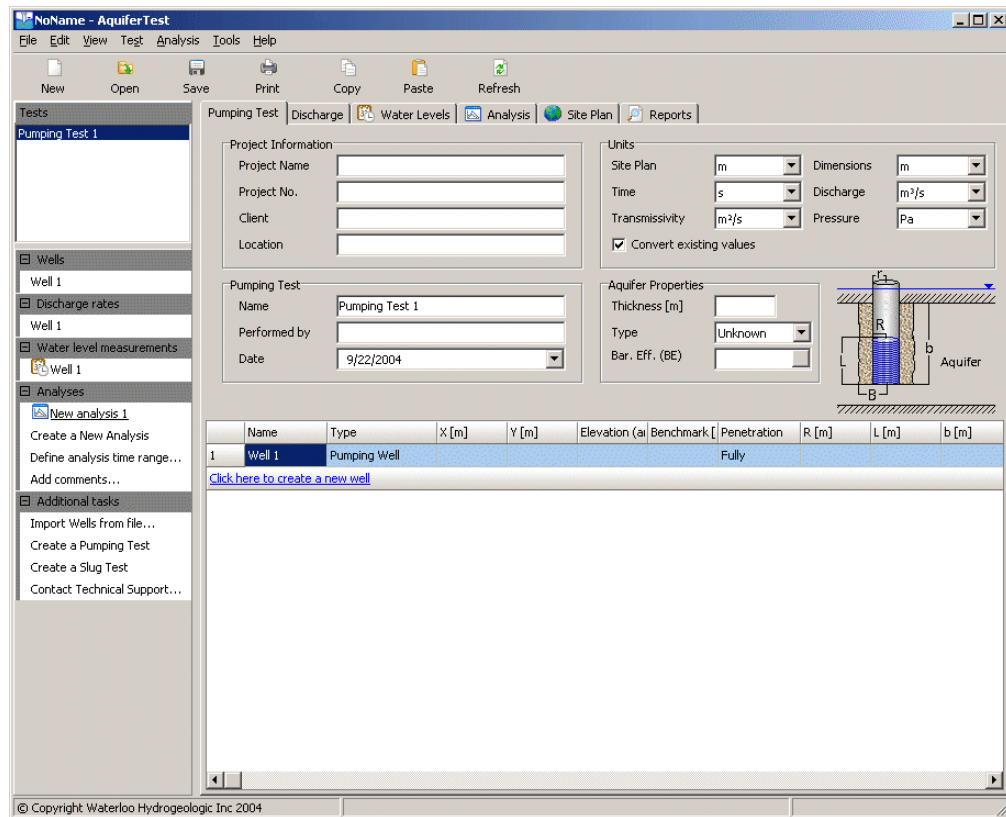 NoName - AquiferTest
File Edit View Test Analysis Tools Help
New Open Save Print Copy Paste Refresh
Tests
Pumping Test 1
Wells
Well 1
Discharge rates
Well 1
Water level measurements
Well 1
Analyses
New analysis 1
Create a New Analysis
Define analysis time range...
Add comments...
Additional tasks
Import Wells from file...
Create a Pumping Test
Create a Slug Test
Contact Technical Support...
Pumping Test Discharge Water Levels Analysis Site Plan Reports
Project Information
Project Name
Project No.
Client
Location
Units
Site Plan m Dimensions m
Time s Discharge m³/s
Transmissivity m²/s Pressure Pa
Convert existing values
Pumping Test
Name Pumping Test 1
Performed by
Date 9/22/2004
Aquifer Properties
Thickness [m]
Type Unknown
Bar. Eff. (BE)
r
R
L
b
Aquifer
B
Name Type X [m] Y [m] Elevation (a Benchmark [ Penetration R [m] L [m] b [m]
1 Well 1 Pumping Well Fully
Click here to create a new well
© Copyright Waterloo Hydrogeologic Inc 2004